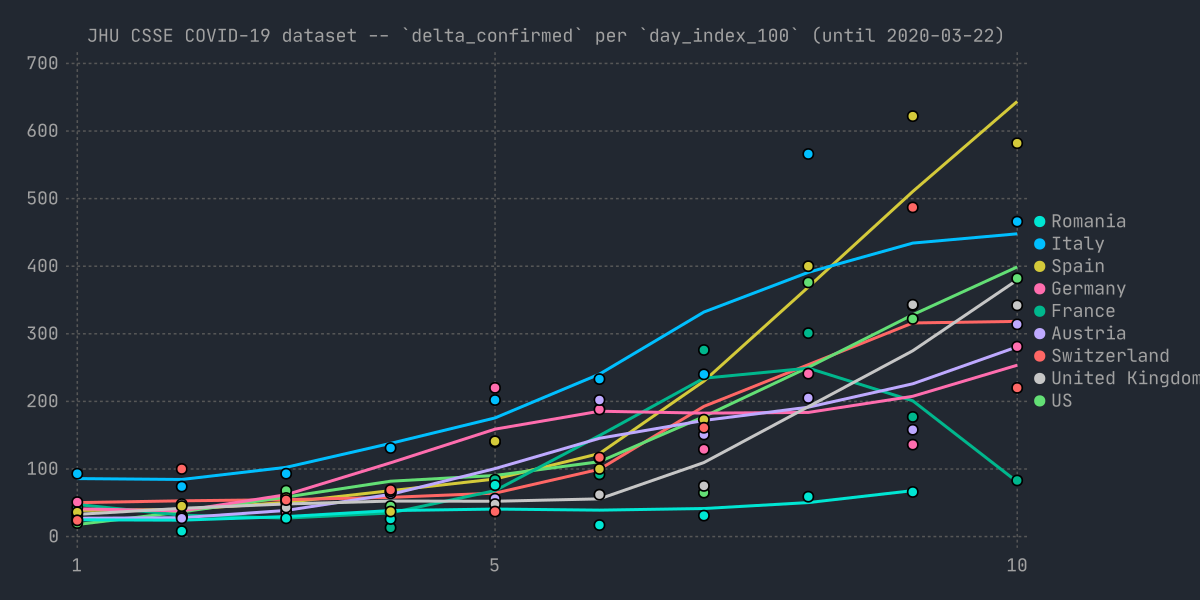 JHU CSSE COVID-19 dataset -- `delta_confirmed` per `day_index_100` (until 2020-03-22)
700
600
500
400
300
200
100
0
1
5
10
Romania
Italy
Spain
Germany
France
Austria
Switzerland
United Kingdom
US